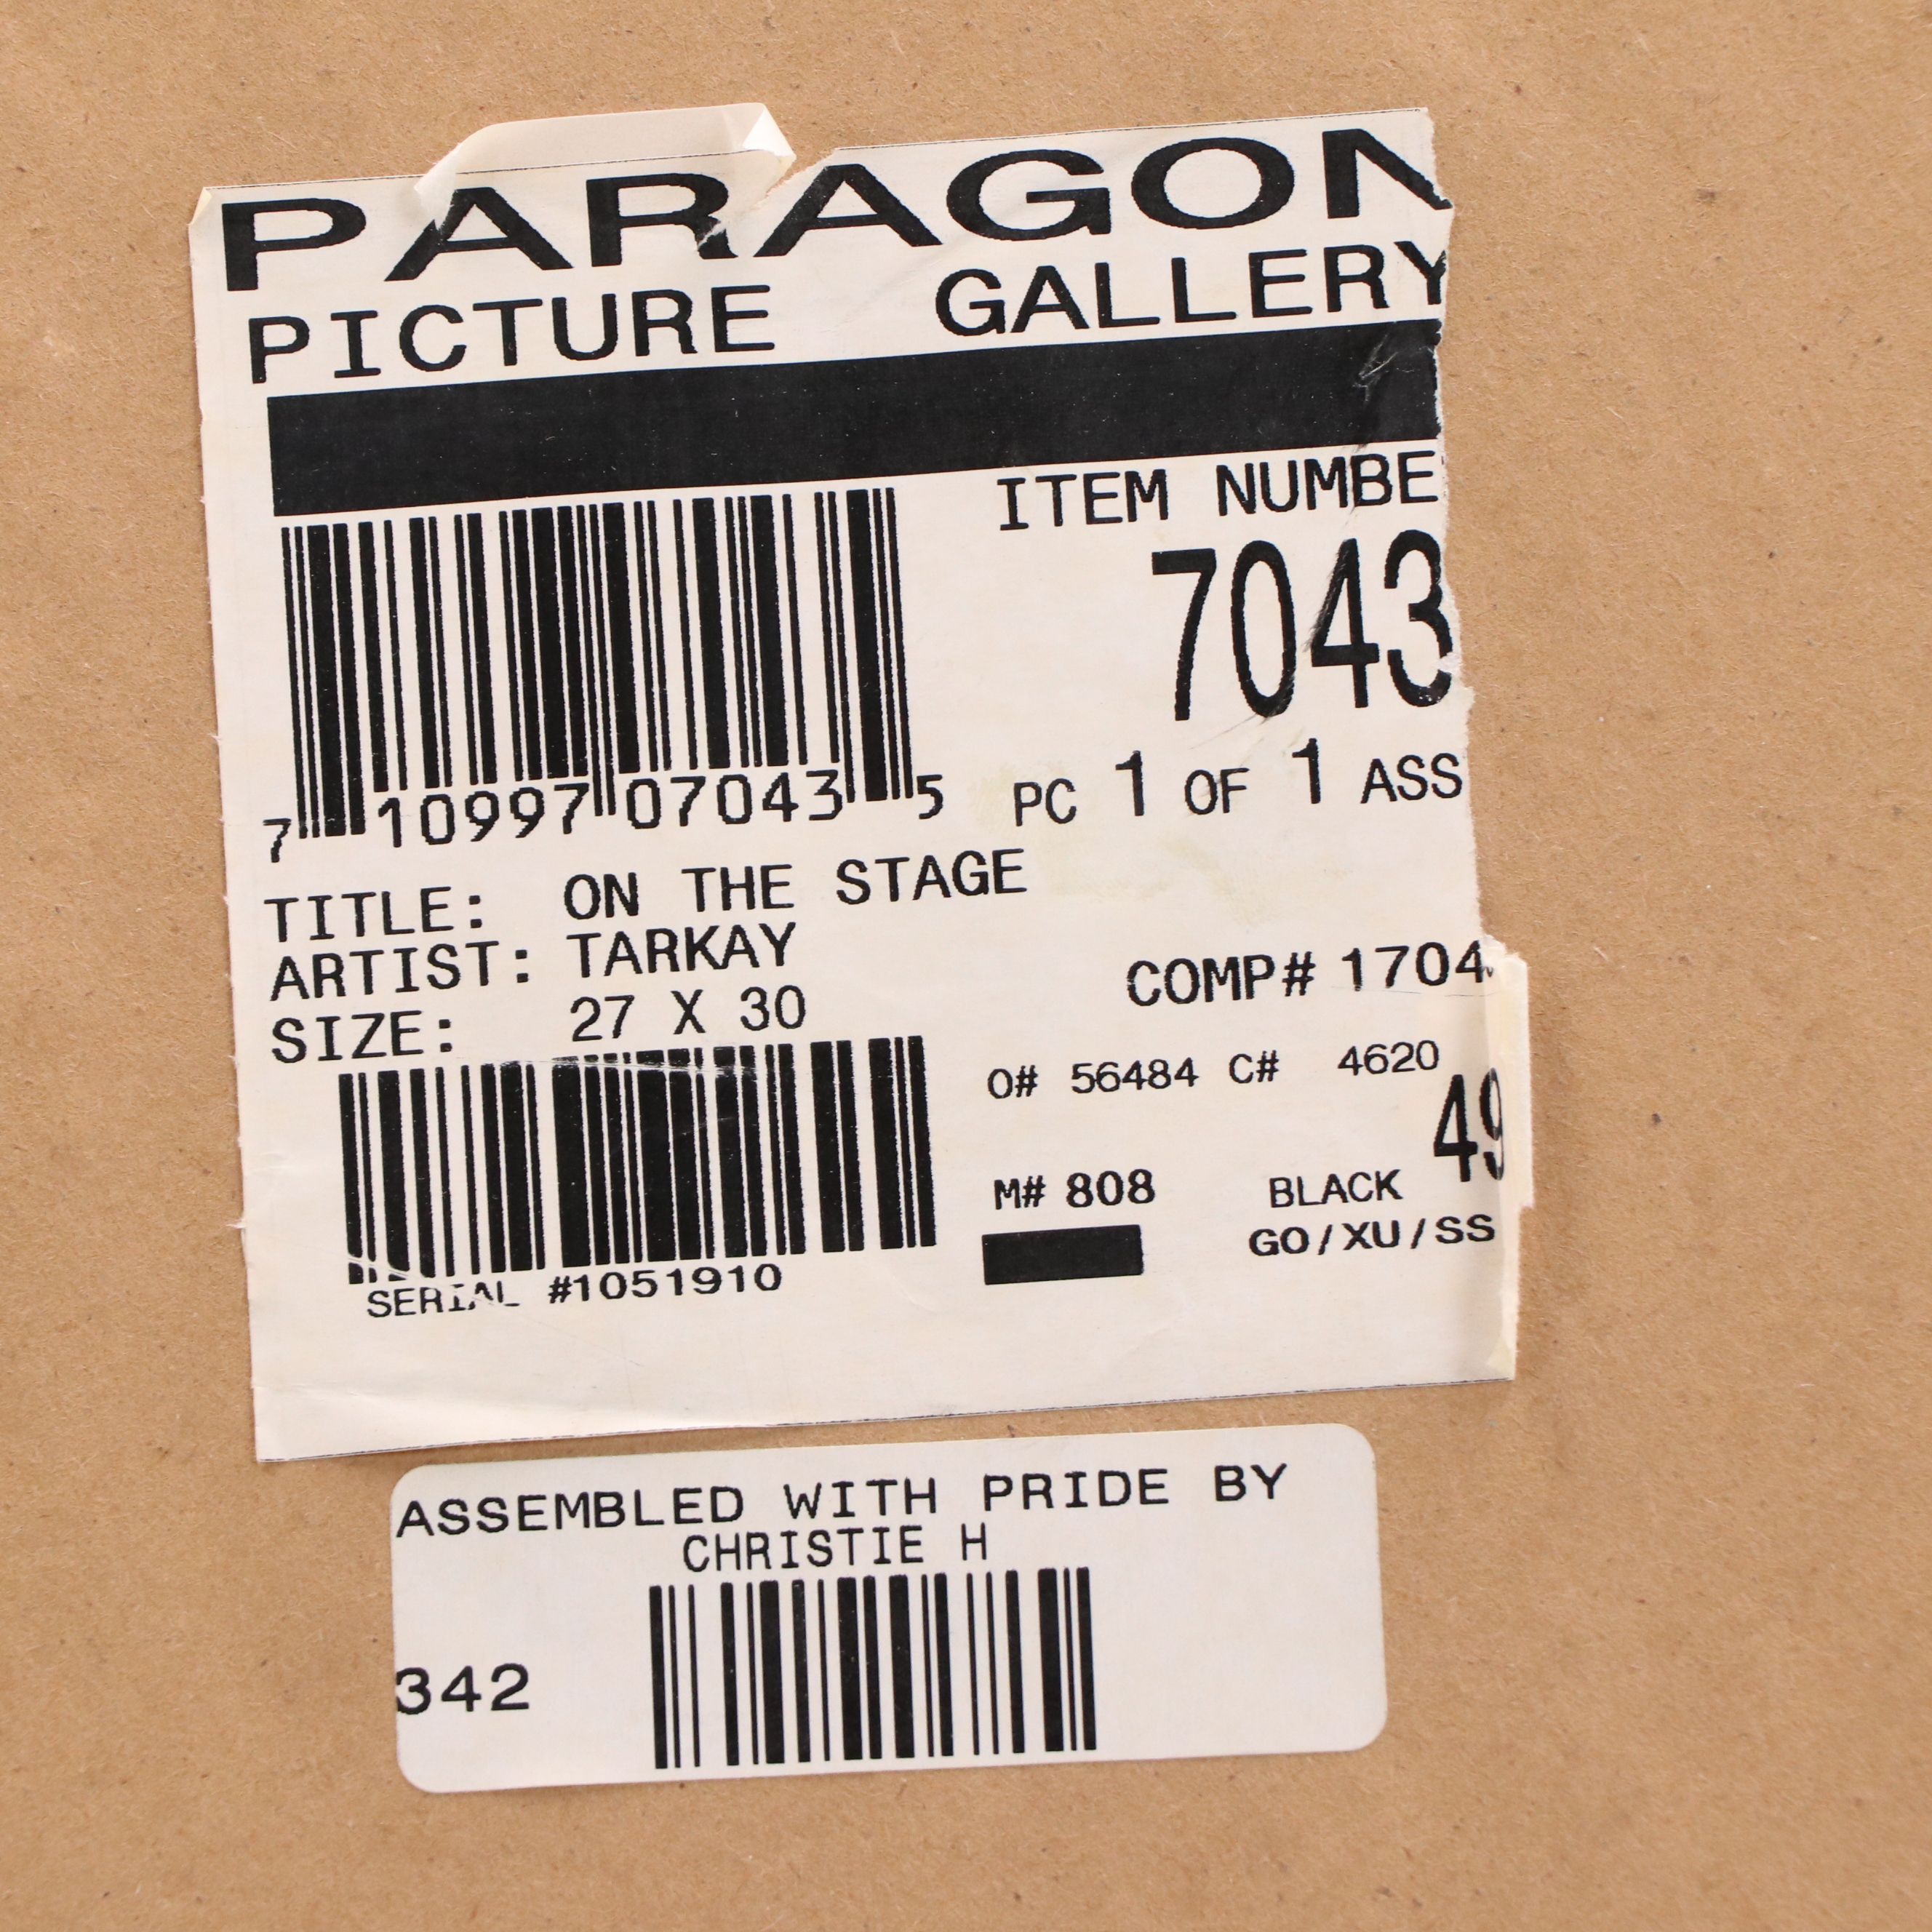 PARAGON
PICTURE GALLERY
ITEM NUMBE
7043
7 10997 07043 5
PC 1 OF 1 ASS
TITLE: ON THE STAGE
ARTIST: TARKAY
SIZE: 27 X 30
COMP# 1704
O# 56484 C# 4620
49
M# 808 BLACK
GO/XU/SS
SERIAL #1051910
ASSEMBLED WITH PRIDE BY
CHRISTIE H
342